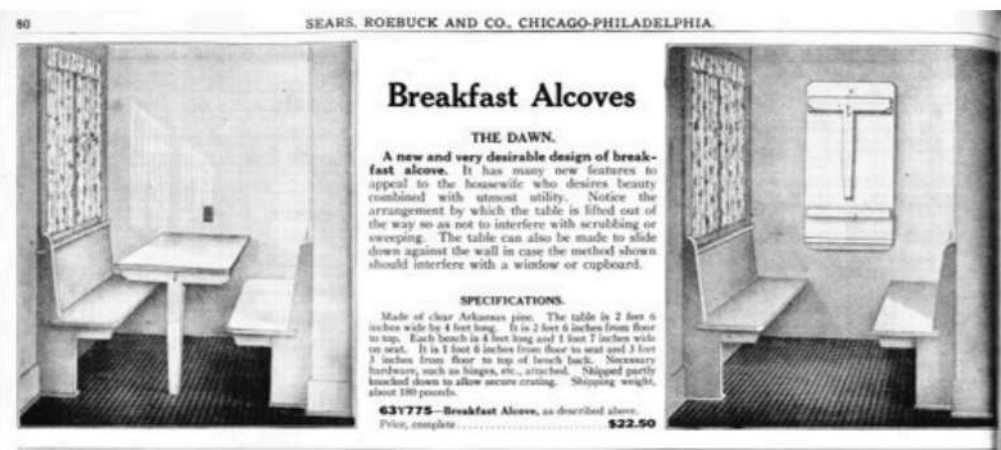 80
SEARS, ROEBUCK AND CO., CHICAGO-PHILADELPHIA.
Breakfast Alcoves
THE DAWN.
A new and very desirable design of break-
fast alcove. It has many new features to
appeal to the housewife who desires beauty
combined with utmost utility. Notice the
arrangement by which the table is lifted out of
the way so as not to interfere with scrubbing or
sweeping. The table can also be made to slide
down against the wall in case the method shown
should interfere with a window or cupboard.
SPECIFICATIONS.
Made of clear Arkansas pine. The table is 2 feet 6
inches wide by 4 feet long. It is 2 feet 6 inches from floor
to top. Each bench is 4 feet long and 1 foot 7 inches wide
on seat. It is 1 foot 6 inches from floor to seat and 3 feet
3 inches from floor to top of bench back. Necessary
hardware, such as hinges, etc., attached. Shipped partly
knocked down to allow secure crating. Shipping weight,
about 180 pounds.
63Y775—Breakfast Alcove, as described above.
Price, complete.......................$22.50